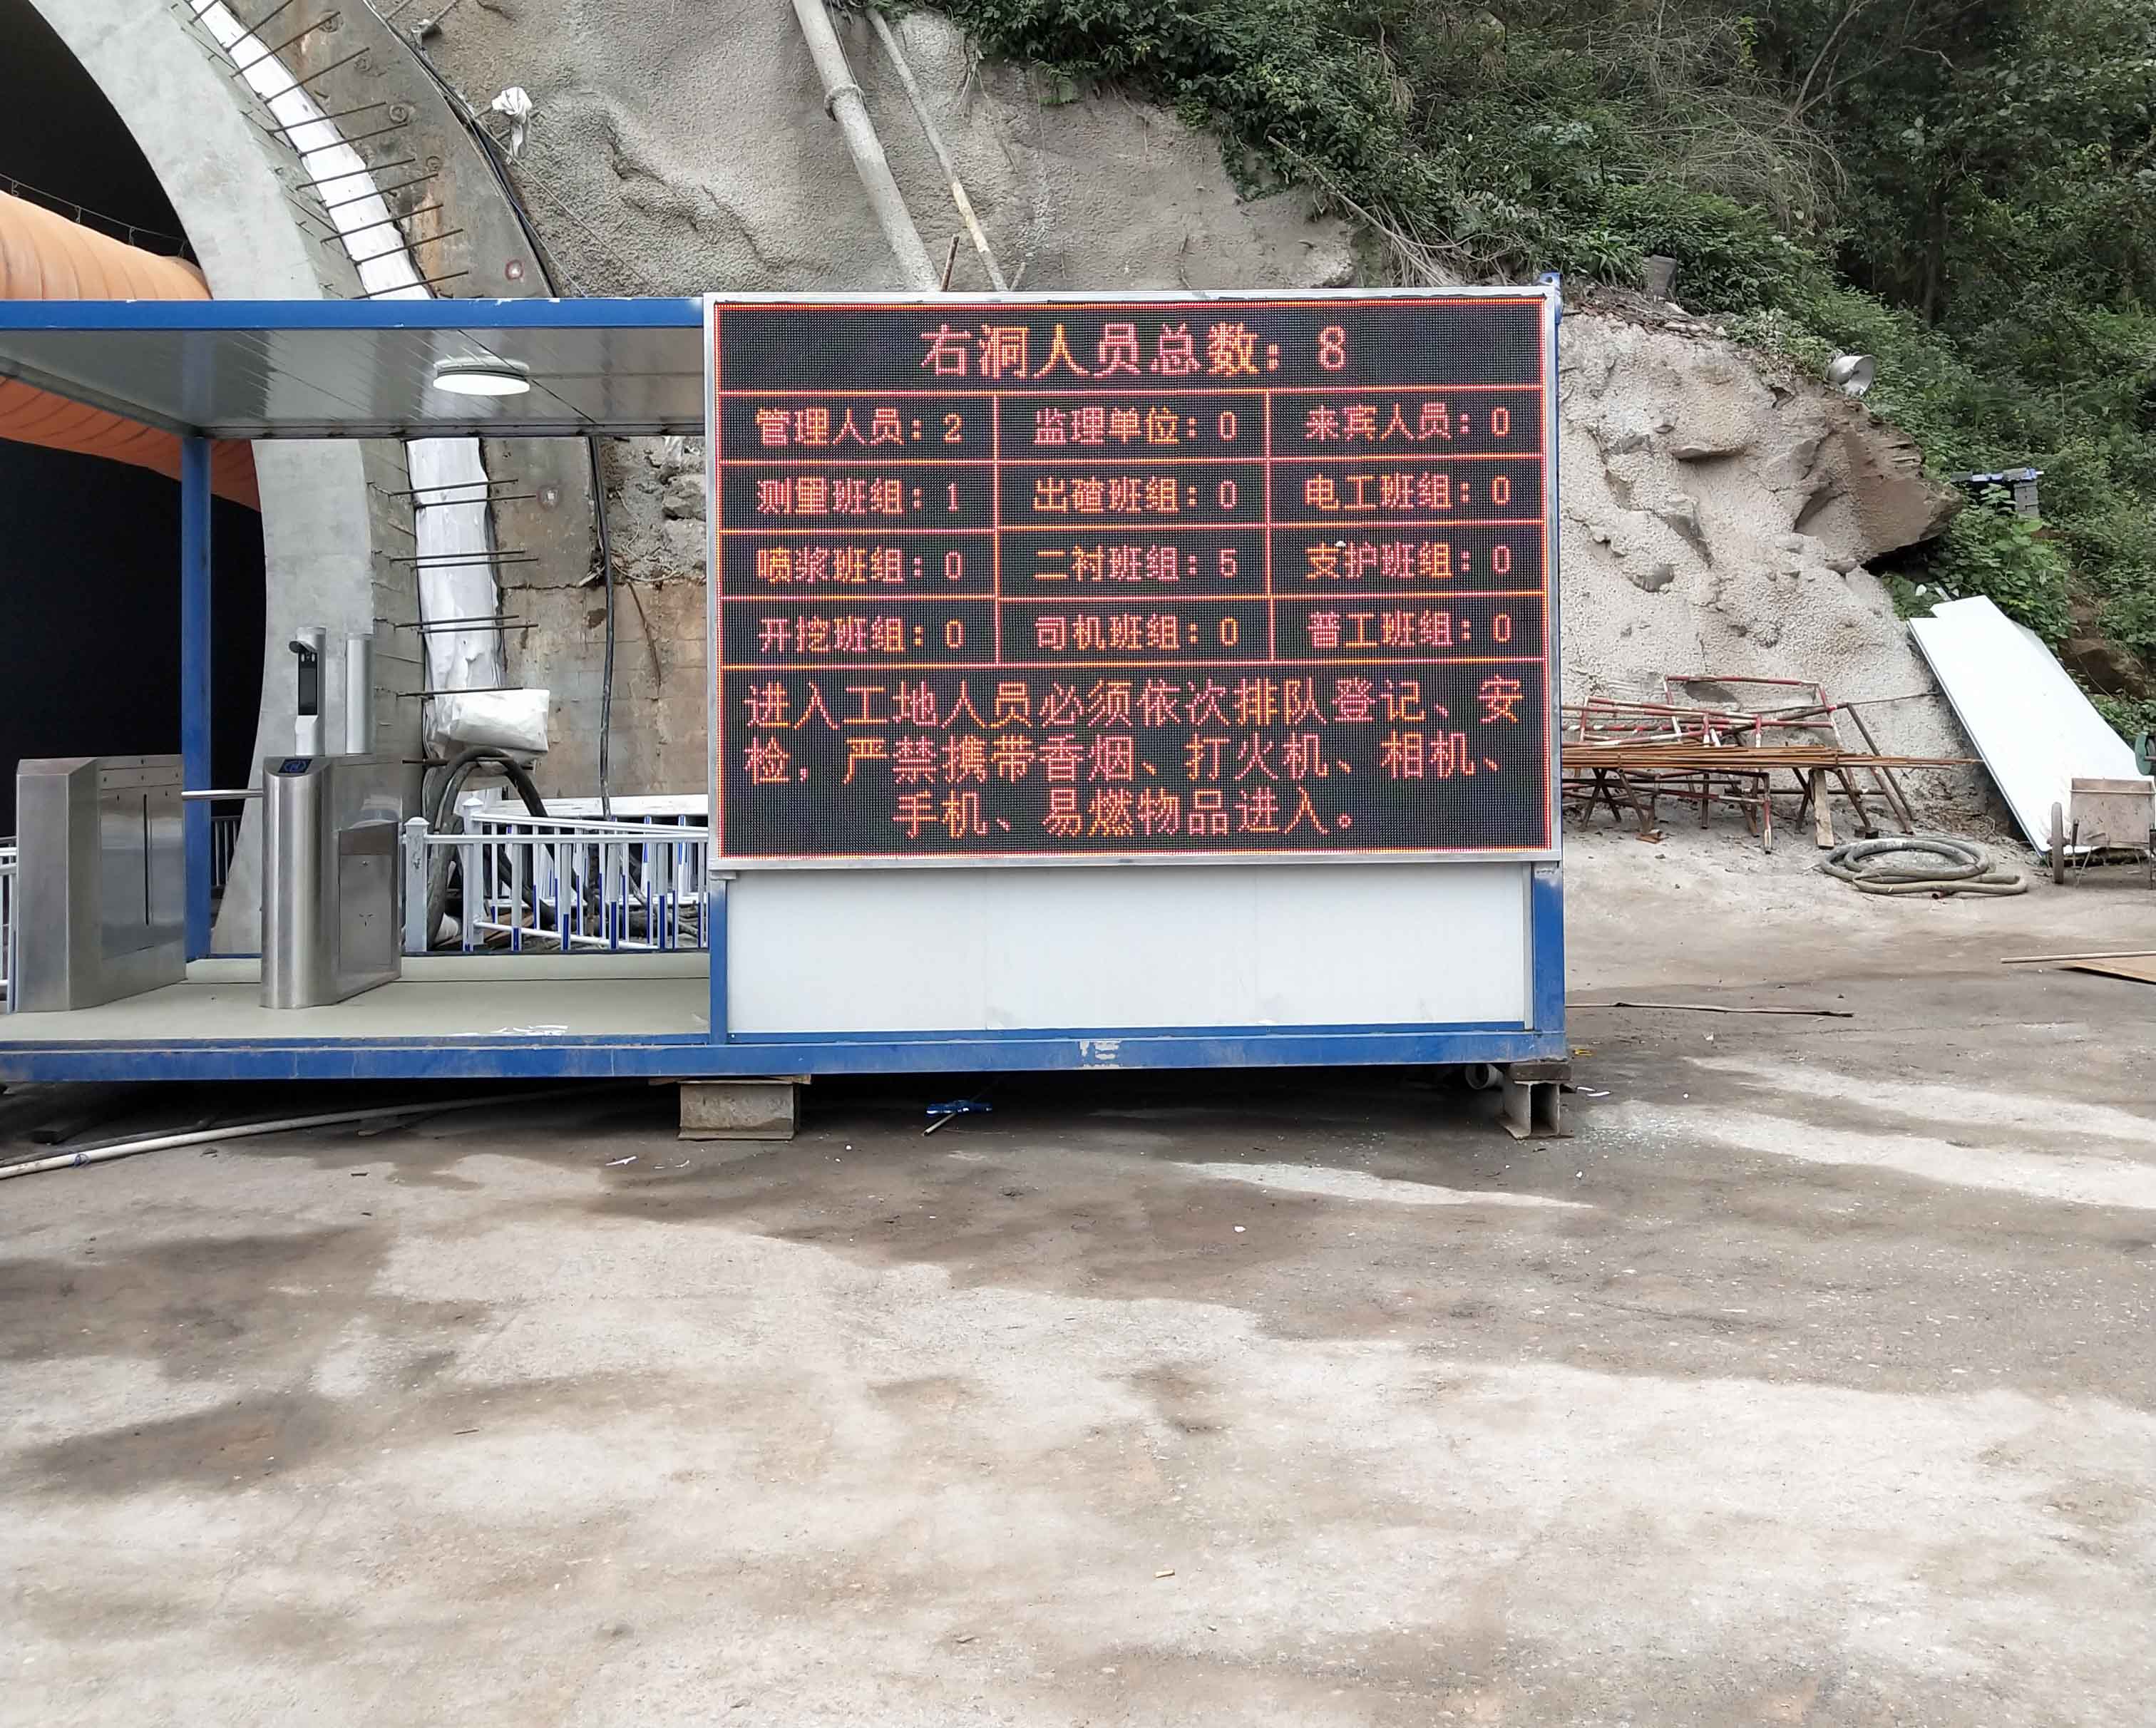 右洞人员总数：8
管理人员：2 监理单位：0 来宾人员：0
测量班组：1 出碴班组：0 电工班组：0
喷浆班组：0 二衬班组：5 支护班组：0
开挖班组：0 司机班组：0 普工班组：0
进入工地人员必须依次排队登记、安
检，严禁携带香烟、打火机、相机、
手机、易燃物品进入。